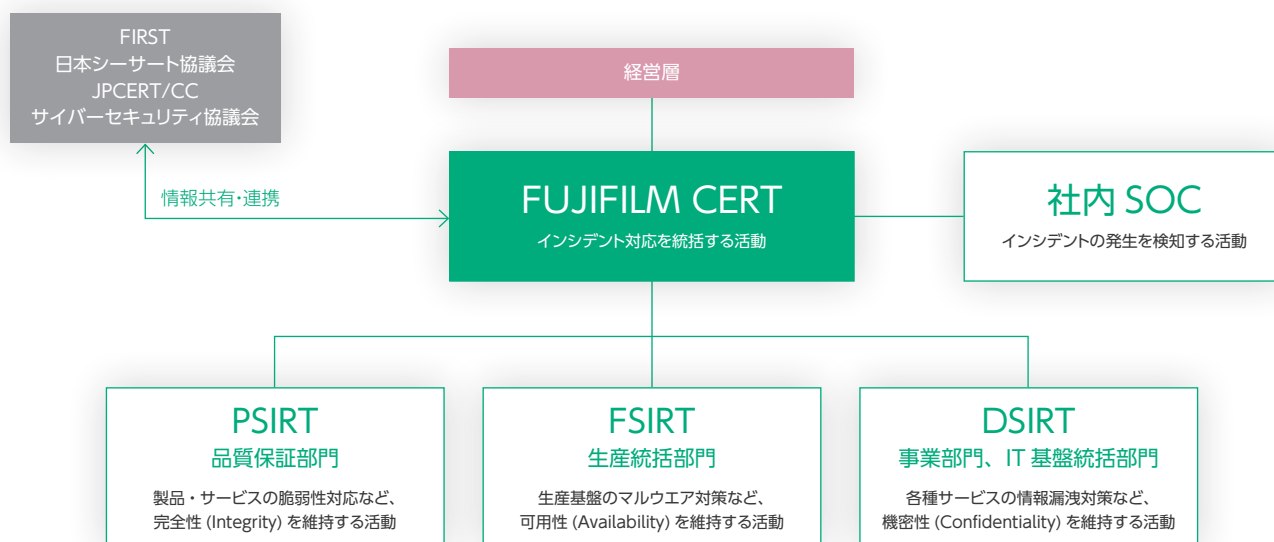 FIRST
日本シーサート協議会
JPCERT/CC
サイバーセキュリティ協議会
経営層
情報共有・連携
FUJIFILM CERT
インシデント対応を統括する活動
社内 SOC
インシデントの発生を検知する活動
PSIRT
品質保証部門
製品・サービスの脆弱性対応など、
完全性 (Integrity) を維持する活動
FSIRT
生産統括部門
生産基盤のマルウエア対策など、
可用性 (Availability) を維持する活動
DSIRT
事業部門、IT 基盤統括部門
各種サービスの情報漏洩対策など、
機密性 (Confidentiality) を維持する活動